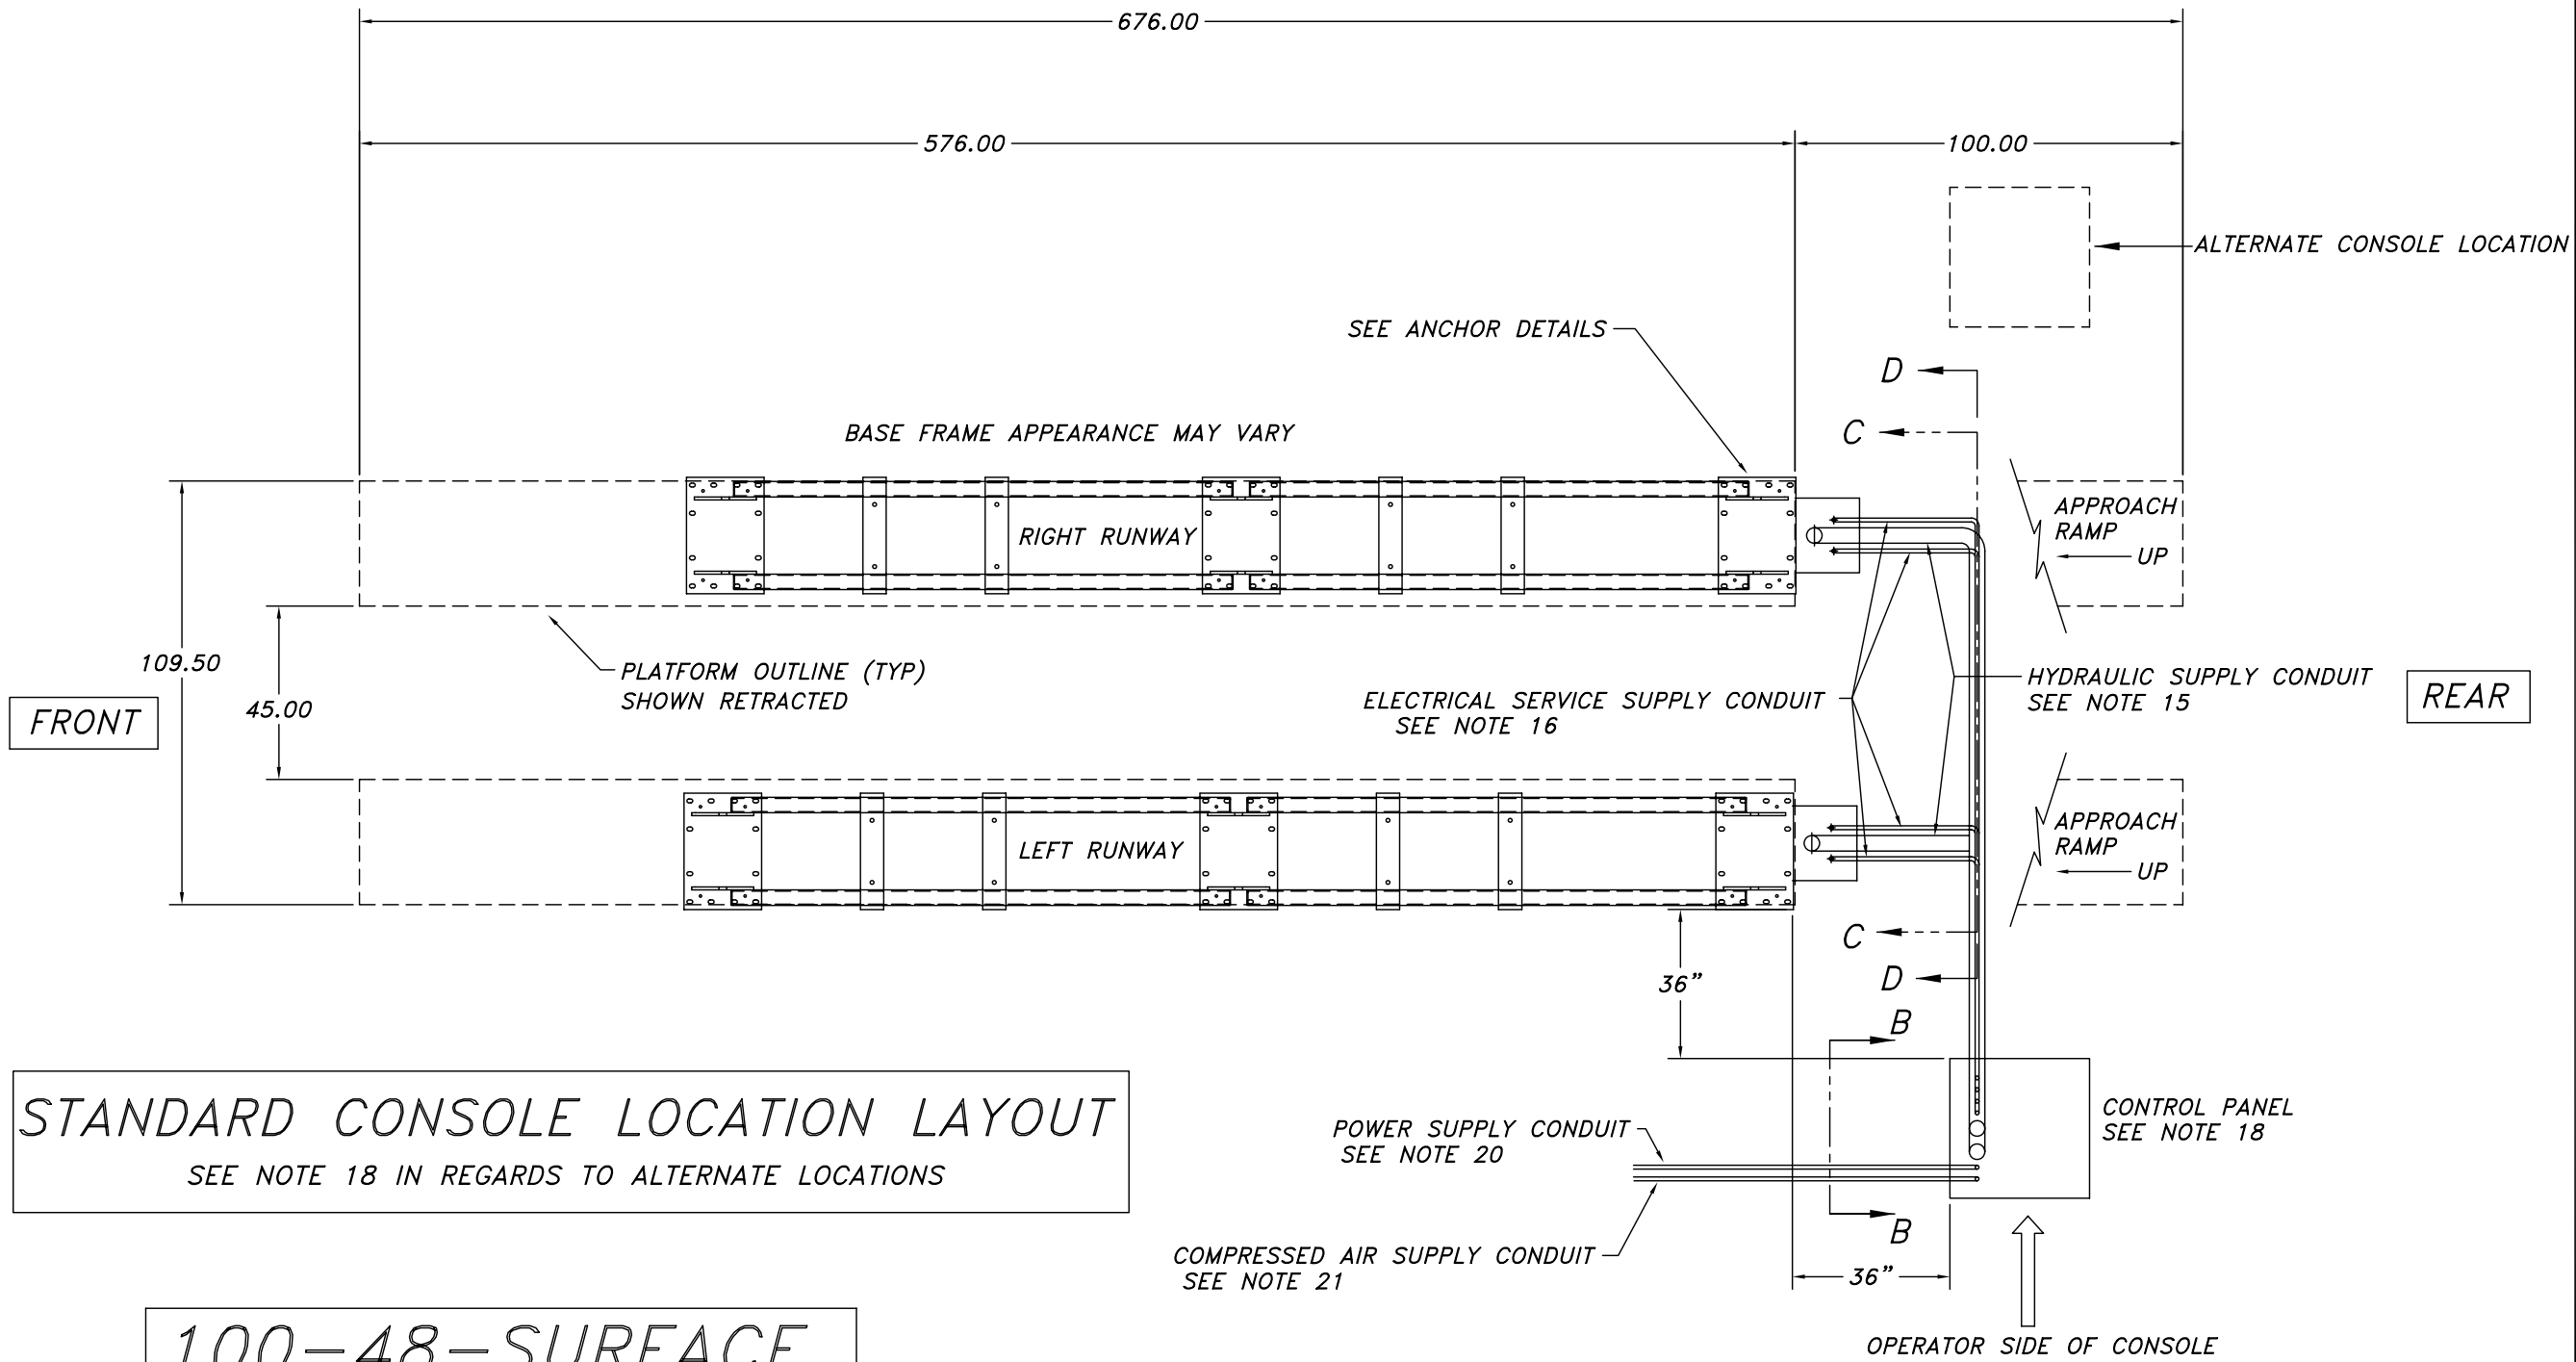 676.00
576.00
100.00
ALTERNATE CONSOLE LOCATION
SEE ANCHOR DETAILS
D
C
BASE FRAME APPEARANCE MAY VARY
RIGHT RUNWAY
APPROACH
RAMP
UP
109.50
45.00
FRONT
PLATFORM OUTLINE (TYP)
SHOWN RETRACTED
ELECTRICAL SERVICE SUPPLY CONDUIT
SEE NOTE 16
HYDRAULIC SUPPLY CONDUIT
SEE NOTE 15
REAR
LEFT RUNWAY
APPROACH
RAMP
UP
C
D
36"
B
STANDARD CONSOLE LOCATION LAYOUT
SEE NOTE 18 IN REGARDS TO ALTERNATE LOCATIONS
POWER SUPPLY CONDUIT
SEE NOTE 20
CONTROL PANEL
SEE NOTE 18
B
COMPRESSED AIR SUPPLY CONDUIT
SEE NOTE 21
36"
OPERATOR SIDE OF CONSOLE
100-48-SURFACE